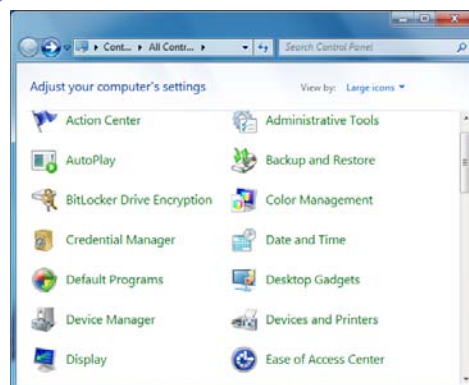 Cont... All Contr... Search Control Panel
Adjust your computer's settings View by: Large icons
Action Center Administrative Tools
AutoPlay Backup and Restore
BitLocker Drive Encryption Color Management
Credential Manager Date and Time
Default Programs Desktop Gadgets
Device Manager Devices and Printers
Display Ease of Access Center